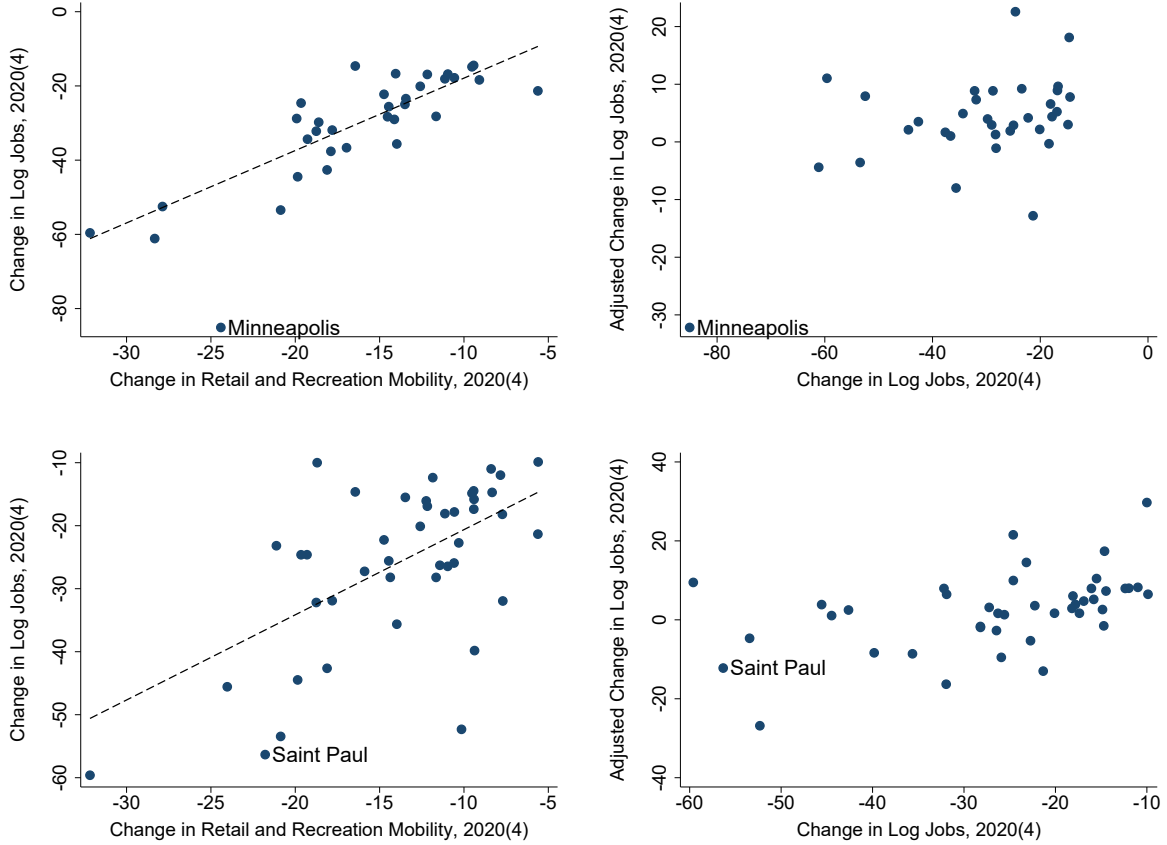 Change in Log Jobs, 2020(4)
0
-20
-40
-60
-80
Minneapolis
-30 -25 -20 -15 -10 -5
Change in Retail and Recreation Mobility, 2020(4)
Adjusted Change in Log Jobs, 2020(4)
20
10
0
-10
-20
-30
Minneapolis
-80 -60 -40 -20 0
Change in Log Jobs, 2020(4)
Change in Log Jobs, 2020(4)
-10
-20
-30
-40
-50
-60
Saint Paul
-30 -25 -20 -15 -10 -5
Change in Retail and Recreation Mobility, 2020(4)
Adjusted Change in Log Jobs, 2020(4)
40
20
0
-20
-40
Saint Paul
-60 -50 -40 -30 -20 -10
Change in Log Jobs, 2020(4)